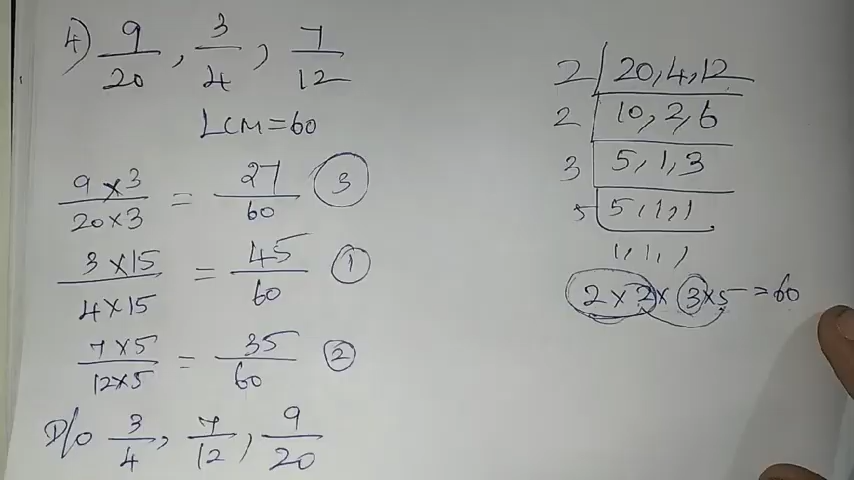 4) 9/20, 3/4, 7/12
LCM=60
9×3/20×3 = 27/60 3
3×15/4×15 = 45/60 1
7×5/12×5 = 35/60 2
D/o 3/4, 7/12, 9/20
2 20,4,12
2 10,2,6
3 5,1,3
5 5,1,1
1,1,1
2×2×3×5=60